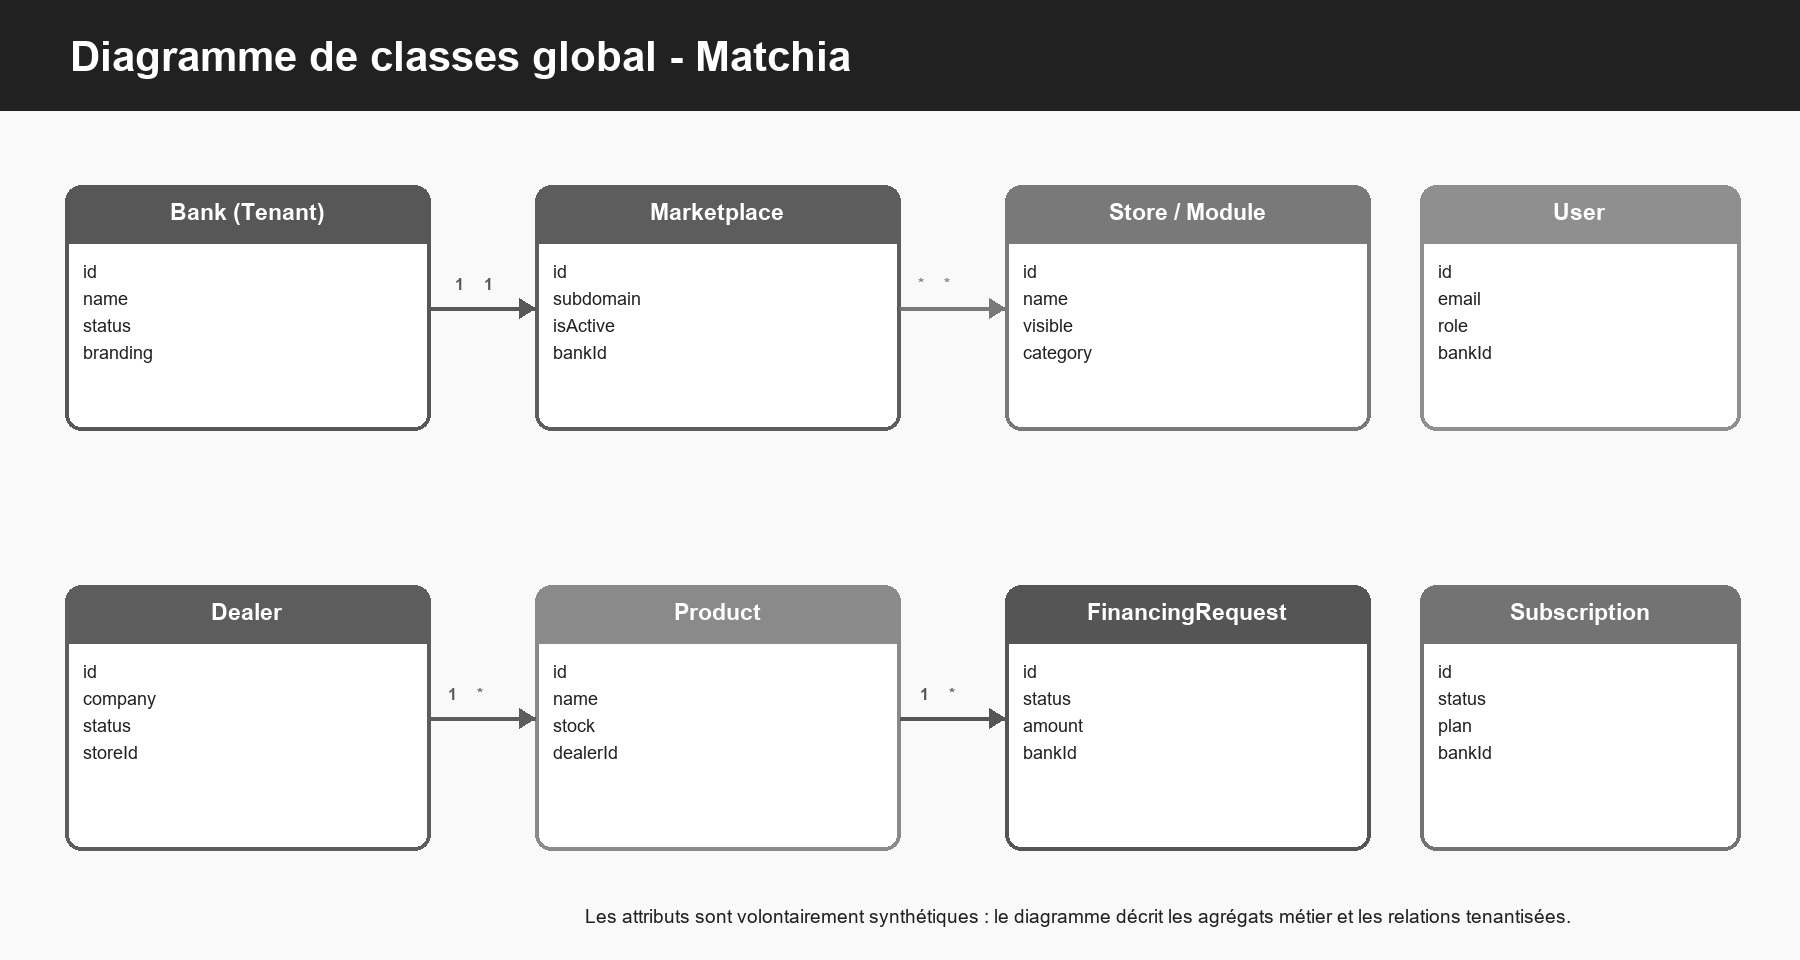 Diagramme de classes global - Matchia
Bank (Tenant)
id
name
status
branding
1 1
Marketplace
id
subdomain
isActive
bankId
* *
Store / Module
id
name
visible
category
User
id
email
role
bankId
Dealer
id
company
status
storeId
1 *
Product
id
name
stock
dealerId
1 *
FinancingRequest
id
status
amount
bankId
Subscription
id
status
plan
bankId
Les attributs sont volontairement synthétiques : le diagramme décrit les agrégats métier et les relations tenantisées.